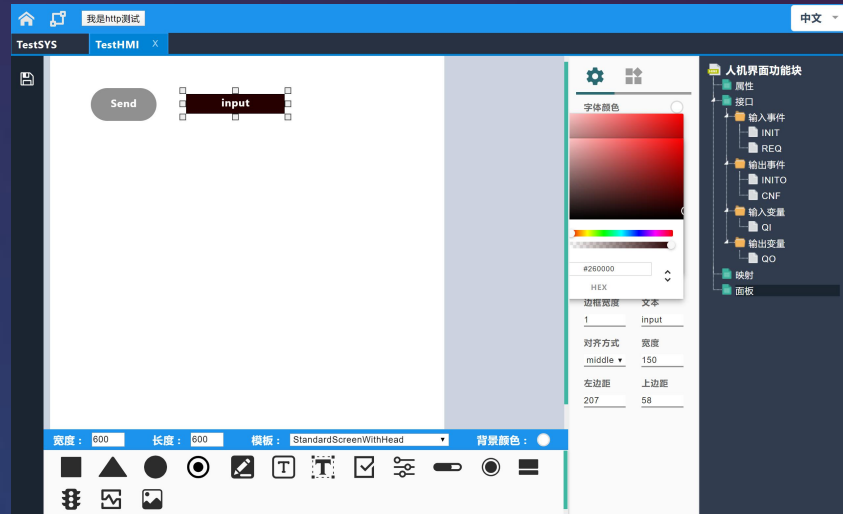 我是http测试
中文
TestSYS
TestHMI X
Send
input
字体颜色
#260000
HEX
边框宽度 文本
1 input
对齐方式 宽度
middle 150
左边距 上边距
207 58
人机界面功能块
属性
接口
输入事件
INIT
REQ
输出事件
INITO
CNF
输入变量
QI
输出变量
QO
映射
面板
宽度： 600 长度： 600 模板： StandardScreenWithHead 背景颜色：
T
T